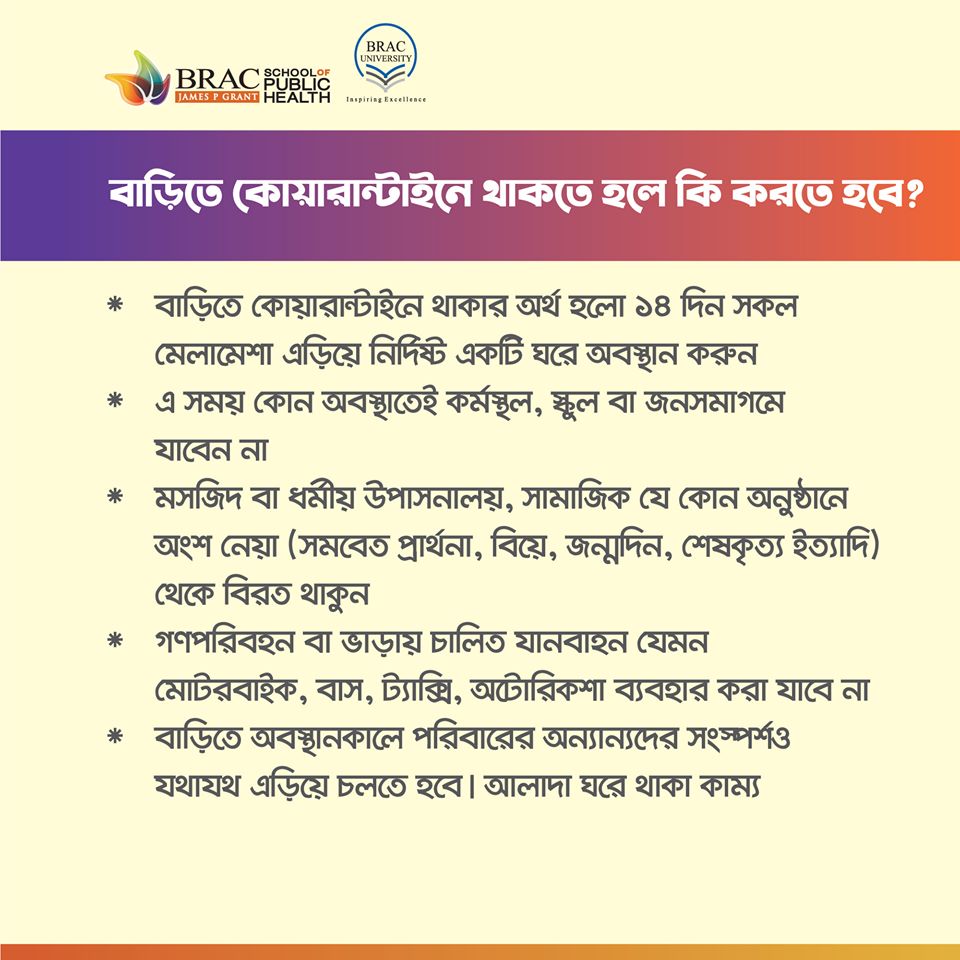 BRAC
JAMES P GRANT
SCHOOL OF
PUBLIC
HEALTH
BRAC
UNIVERSITY
Inspiring Excellence
বাড়িতে কোয়ারান্টাইনে থাকতে হলে কি করতে হবে?
* বাড়িতে কোয়ারান্টাইনে থাকার অর্থ হলো ১৪ দিন সকল
মেলামেশা এড়িয়ে নির্দিষ্ট একটি ঘরে অবস্থান করুন
* এ সময় কোন অবস্থাতেই কর্মস্থল, স্কুল বা জনসমাগমে
যাবেন না
* মসজিদ বা ধর্মীয় উপাসনালয়, সামাজিক যে কোন অনুষ্ঠানে
অংশ নেয়া (সমবেত প্রার্থনা, বিয়ে, জন্মদিন, শেষকৃত্য ইত্যাদি)
থেকে বিরত থাকুন
* গণপরিবহন বা ভাড়ায় চালিত যানবাহন যেমন
মোটরবাইক, বাস, ট্যাক্সি, অটোরিকশা ব্যবহার করা যাবে না
* বাড়িতে অবস্থানকালে পরিবারের অন্যান্যদের সংস্পর্শও
যথাযথ এড়িয়ে চলতে হবে। আলাদা ঘরে থাকা কাম্য